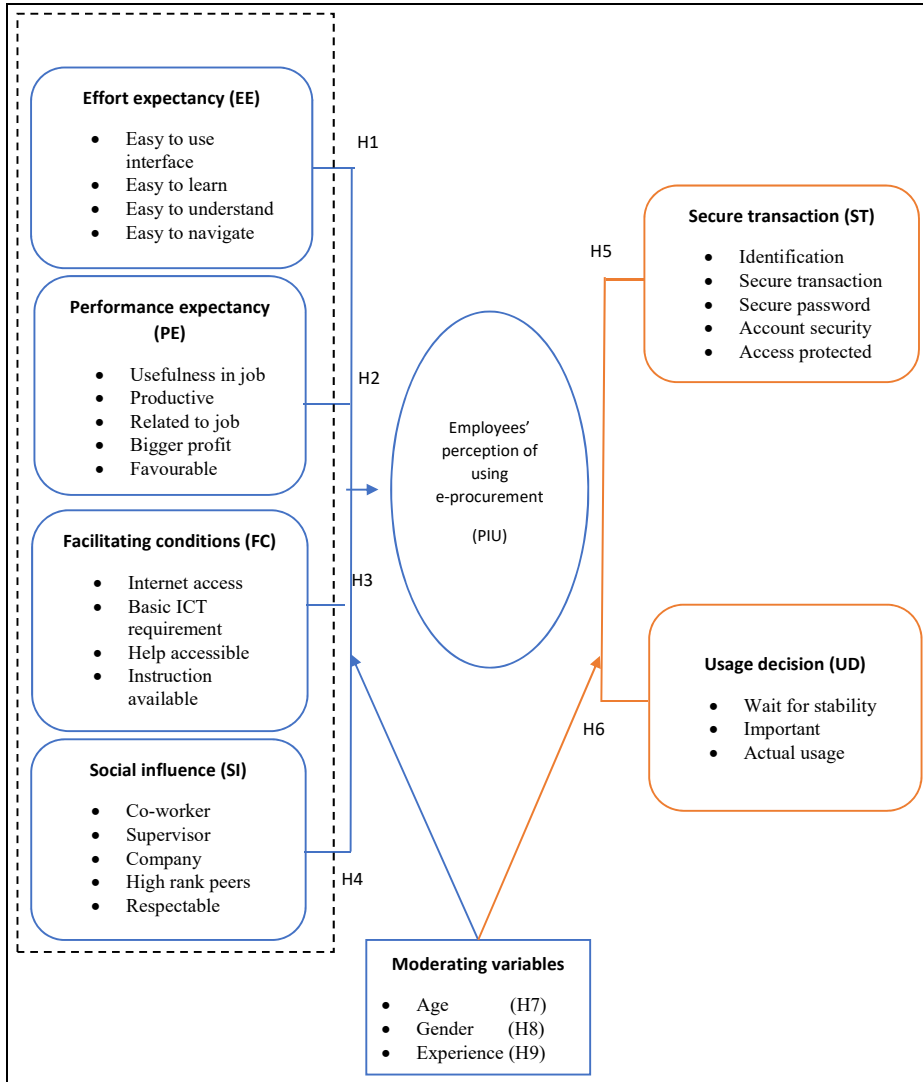 Effort expectancy (EE)
• Easy to use
interface
• Easy to learn
• Easy to understand
• Easy to navigate
H1
Performance expectancy
(PE)
• Usefulness in job
• Productive
• Related to job
• Bigger profit
• Favourable
H2
Facilitating conditions (FC)
• Internet access
• Basic ICT
requirement
• Help accessible
• Instruction
available
H3
Social influence (SI)
• Co-worker
• Supervisor
• Company
• High rank peers
• Respectable
H4
Employees'
perception of
using
e-procurement
(PIU)
H5
Secure transaction (ST)
• Identification
• Secure transaction
• Secure password
• Account security
• Access protected
H6
Usage decision (UD)
• Wait for stability
• Important
• Actual usage
Moderating variables
• Age (H7)
• Gender (H8)
• Experience (H9)